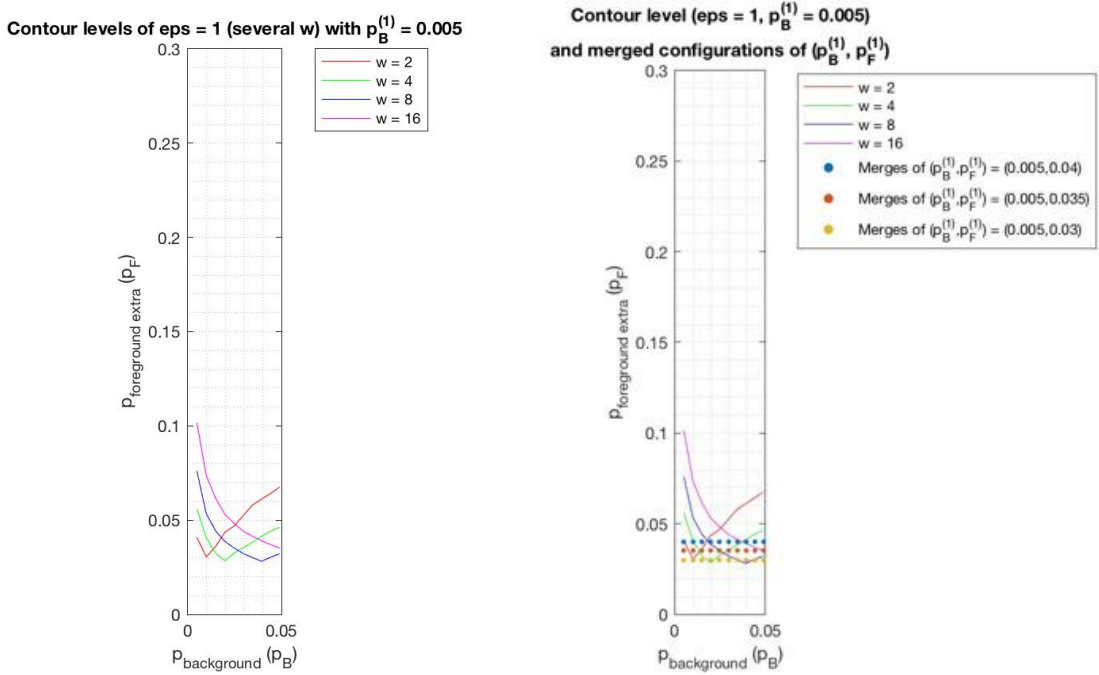 Contour levels of eps = 1 (several w) with p_B^(1) = 0.005
0.3
0.25
0.2
0.15
0.1
0.05
0
0 0.05
p_foreground extra (p_F)
p_background (p_B)
w = 2
w = 4
w = 8
w = 16
Contour level (eps = 1, p_B^(1) = 0.005)
and merged configurations of (p_B^(1), p_F^(1))
0.3
0.25
0.2
0.15
0.1
0.05
0
0 0.05
p_foreground extra (p_F)
p_background (p_B)
w = 2
w = 4
w = 8
w = 16
Merges of (p_B^(1),p_F^(1)) = (0.005,0.04)
Merges of (p_B^(1),p_F^(1)) = (0.005,0.035)
Merges of (p_B^(1),p_F^(1)) = (0.005,0.03)